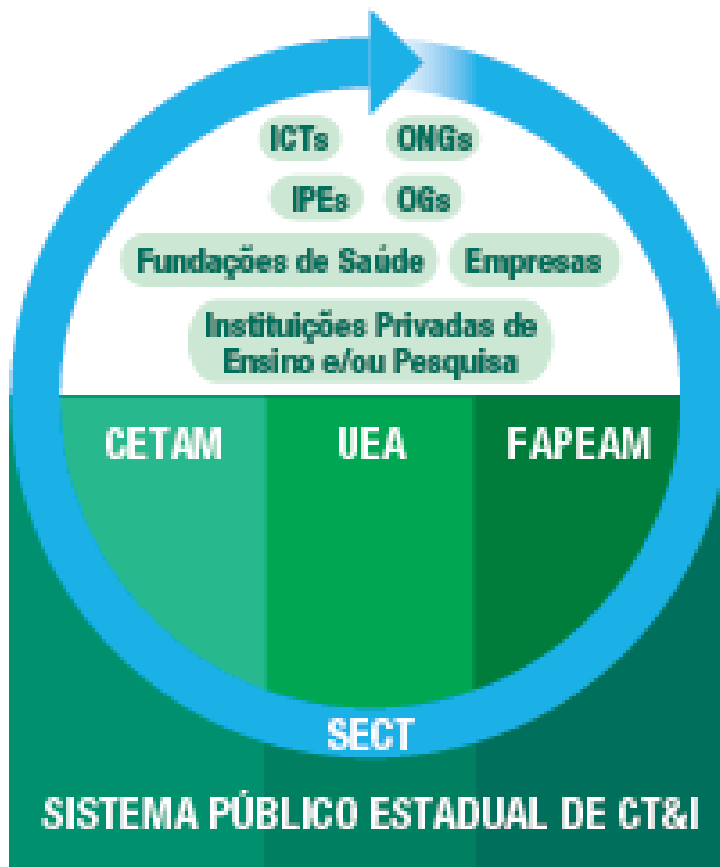 ICTs ONGs
IPEs OGs
Fundações de Saúde Empresas
Instituições Privadas de
Ensino e/ou Pesquisa
CETAM UEA FAPEAM
SECT
SISTEMA PÚBLICO ESTADUAL DE CT&I